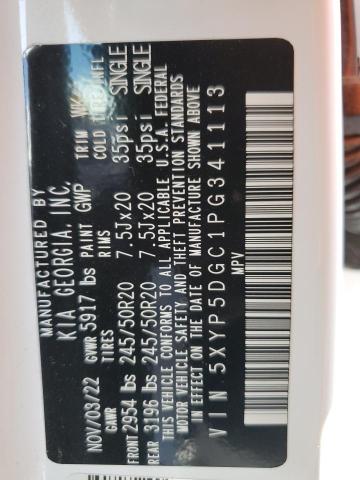 MANUFACTURED BY
KIA GEORGIA, INC.
NOV/03/22 GVWR 5917 lbs PAINT GWP TRIM
GAWR TIRES RIMS COLD
FRONT 2954 lbs 245/50R20 7.5Jx20 35psi SINGLE
REAR 3196 lbs 245/50R20 7.5Jx20 35psi SINGLE
THIS VEHICLE CONFORMS TO ALL APPLICABLE U.S.A. FEDERAL
MOTOR VEHICLE SAFETY AND THEFT PREVENTION STANDARDS
IN EFFECT ON THE DATE OF MANUFACTURE SHOWN ABOVE.
VIN 5XYP5DGC1PG341113
MPV